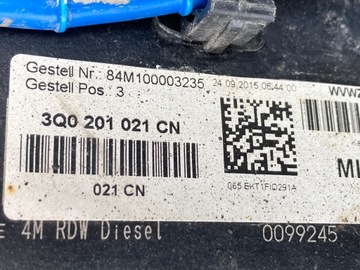 Gestell Nr.: 84M100003235 24.09.2015 06:44:00
Gestell Pos.: 3
3Q0 201 021 CN
021 CN
065 EKT1FIO291A
4M RDW Diesel 0099245